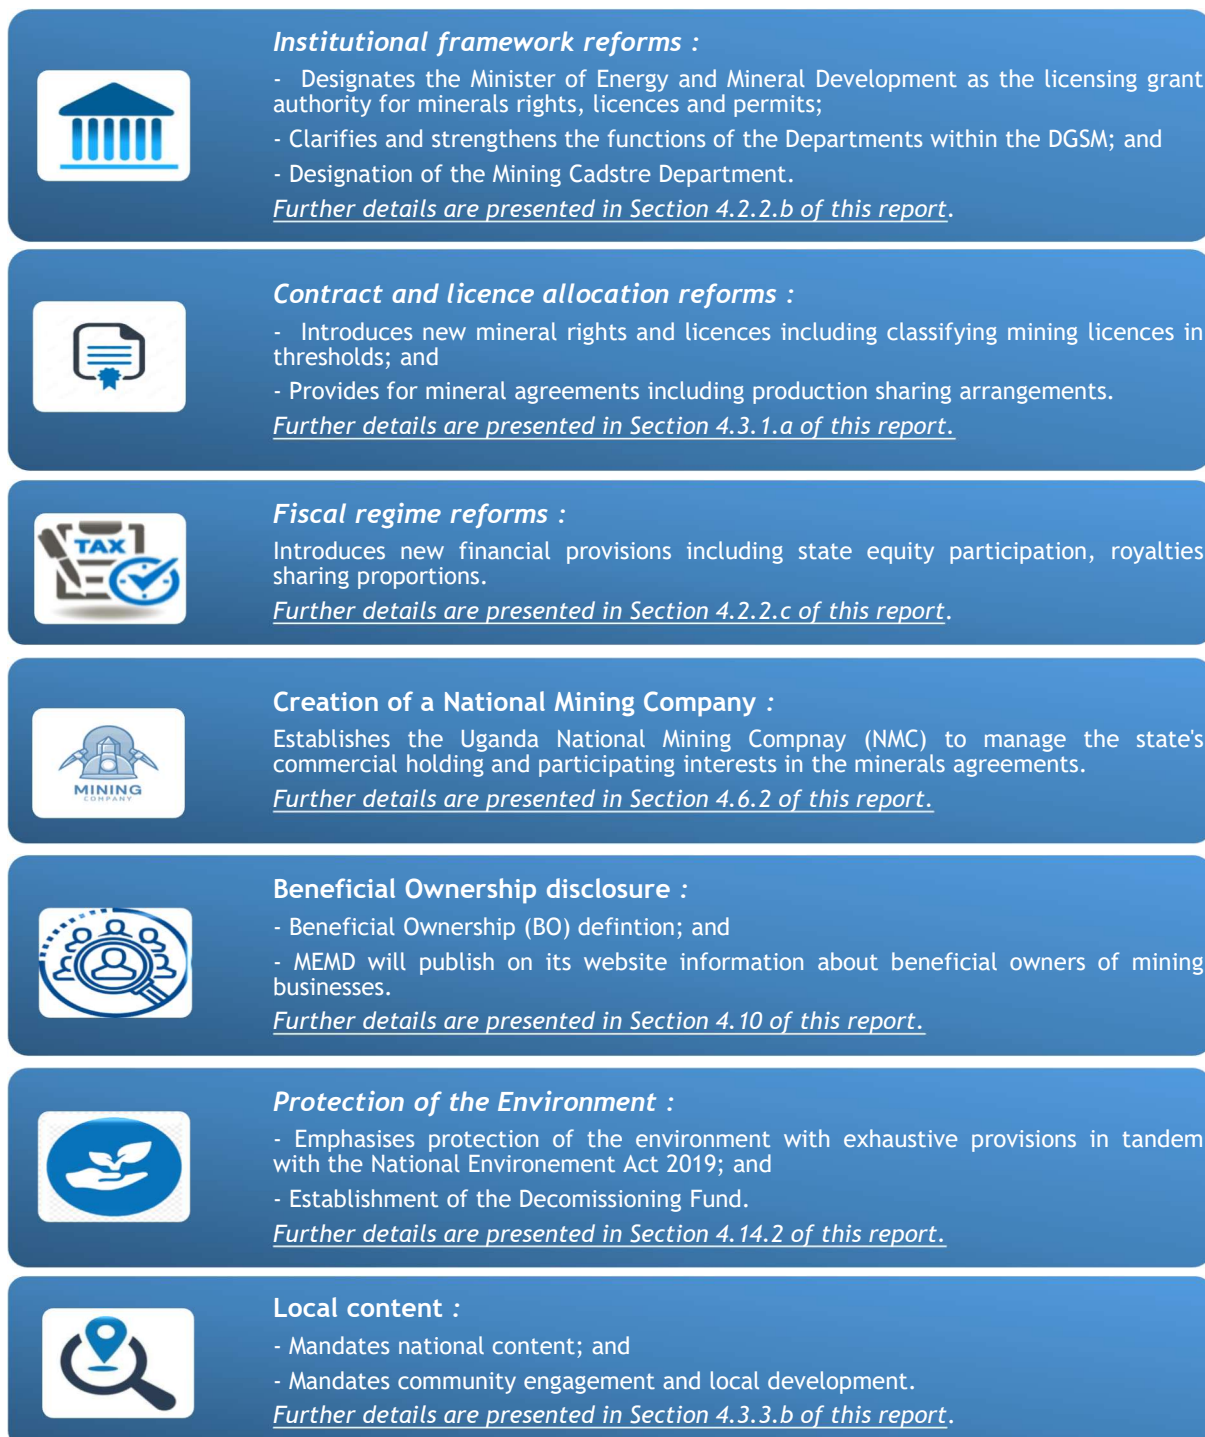 Institutional framework reforms :
- Designates the Minister of Energy and Mineral Development as the licensing grant
authority for minerals rights, licences and permits;
- Clarifies and strengthens the functions of the Departments within the DGSM; and
- Designation of the Mining Cadstre Department.
Further details are presented in Section 4.2.2.b of this report.
Contract and licence allocation reforms :
- Introduces new mineral rights and licences including classifying mining licences in
thresholds; and
- Provides for mineral agreements including production sharing arrangements.
Further details are presented in Section 4.3.1.a of this report.
TAX
Fiscal regime reforms :
Introduces new financial provisions including state equity participation, royalties
sharing proportions.
Further details are presented in Section 4.2.2.c of this report.
MINING
COMPANY
Creation of a National Mining Company :
Establishes the Uganda National Mining Compnay (NMC) to manage the state's
commercial holding and participating interests in the minerals agreements.
Further details are presented in Section 4.6.2 of this report.
Beneficial Ownership disclosure :
- Beneficial Ownership (BO) defintion; and
- MEMD will publish on its website information about beneficial owners of mining
businesses.
Further details are presented in Section 4.10 of this report.
Protection of the Environment :
- Emphasises protection of the environment with exhaustive provisions in tandem
with the National Environement Act 2019; and
- Establishment of the Decomissioning Fund.
Further details are presented in Section 4.14.2 of this report.
Local content :
- Mandates national content; and
- Mandates community engagement and local development.
Further details are presented in Section 4.3.3.b of this report.